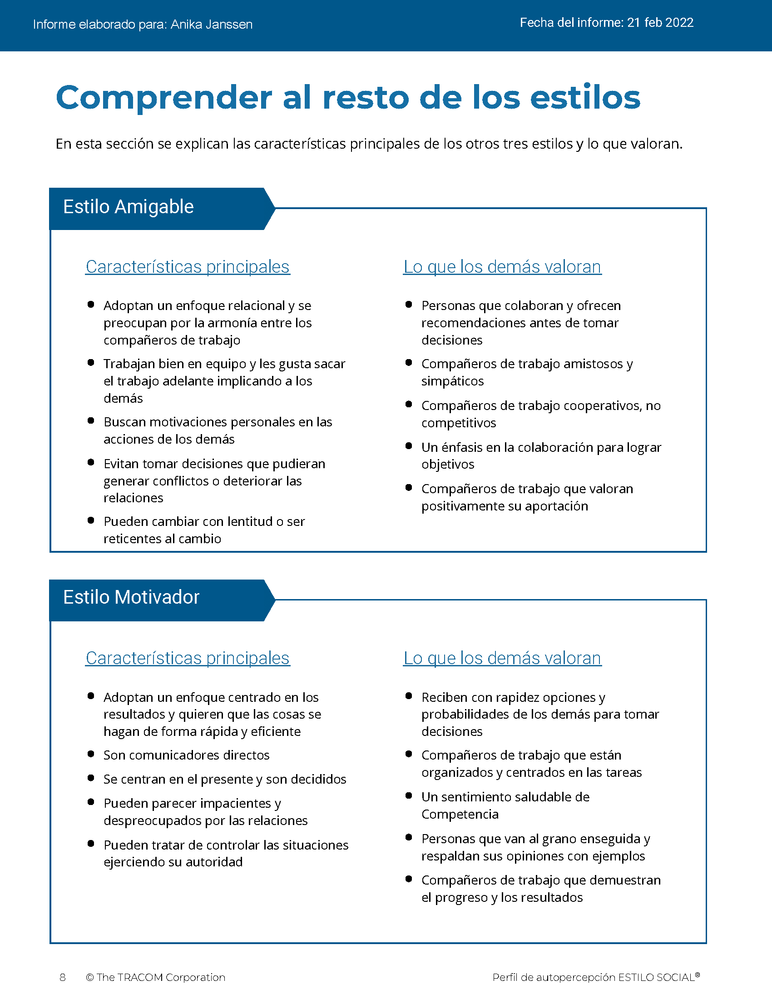 Informe elaborado para: Anika Janssen
Fecha del informe: 21 feb 2022
Comprender al resto de los estilos
En esta sección se explican las características principales de los otros tres estilos y lo que valoran.
Estilo Amigable
Características principales
• Adoptan un enfoque relacional y se
preocupan por la armonía entre los
compañeros de trabajo
• Trabajan bien en equipo y les gusta sacar
el trabajo adelante implicando a los
demás
• Buscan motivaciones personales en las
acciones de los demás
• Evitan tomar decisiones que pudieran
generar conflictos o deteriorar las
relaciones
• Pueden cambiar con lentitud o ser
reticentes al cambio
Lo que los demás valoran
• Personas que colaboran y ofrecen
recomendaciones antes de tomar
decisiones
• Compañeros de trabajo amistosos y
simpáticos
• Compañeros de trabajo cooperativos, no
competitivos
• Un énfasis en la colaboración para lograr
objetivos
• Compañeros de trabajo que valoran
positivamente su aportación
Estilo Motivador
Características principales
• Adoptan un enfoque centrado en los
resultados y quieren que las cosas se
hagan de forma rápida y eficiente
• Son comunicadores directos
• Se centran en el presente y son decididos
• Pueden parecer impacientes y
despreocupados por las relaciones
• Pueden tratar de controlar las situaciones
ejerciendo su autoridad
Lo que los demás valoran
• Reciben con rapidez opciones y
probabilidades de los demás para tomar
decisiones
• Compañeros de trabajo que están
organizados y centrados en las tareas
• Un sentimiento saludable de
Competencia
• Personas que van al grano enseguida y
respaldan sus opiniones con ejemplos
• Compañeros de trabajo que demuestran
el progreso y los resultados
8 © The TRACOM Corporation
Perfil de autopercepción ESTILO SOCIAL®